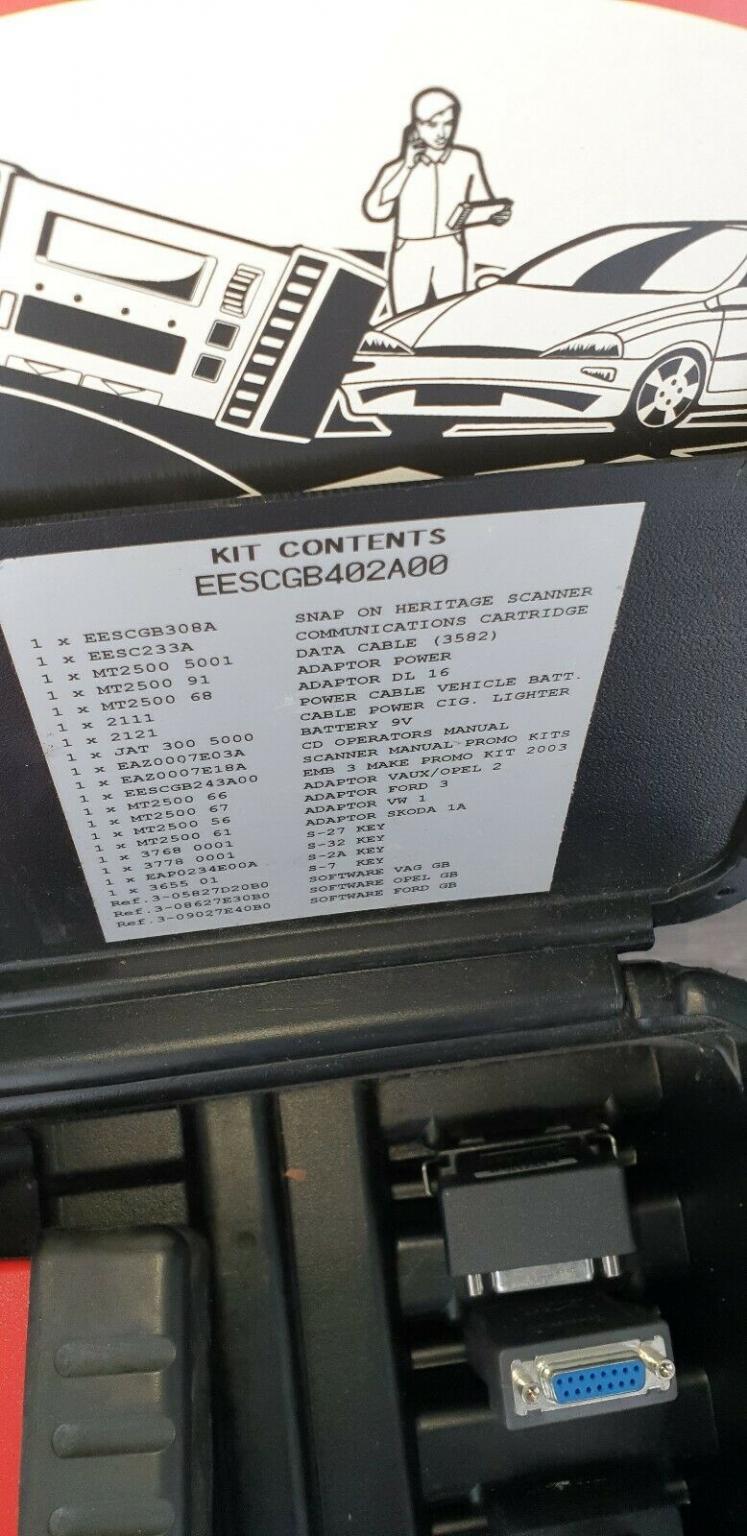 KIT CONTENTS
EESCGB402A00
1 x EESCGB308A SNAP ON HERITAGE SCANNER
1 x EESC233A COMMUNICATIONS CARTRIDGE
1 x MT2500 5001 DATA CABLE (3582)
1 x MT2500 91 ADAPTOR POWER
1 x MT2500 68 ADAPTOR DL 16
1 x 2111 POWER CABLE VEHICLE BATT.
1 x 2121 CABLE POWER CIG. LIGHTER
1 x JAT 300 5000 BATTERY 9V
1 x EAZ0007E03A CD OPERATORS MANUAL
1 x EAZ0007E18A SCANNER MANUAL PROMO KITS
1 x EESCGB243A00 EMB 3 MAKE PROMO KIT 2003
1 x MT2500 66 ADAPTOR VAUX/OPEL 2
1 x MT2500 67 ADAPTOR FORD 3
1 x MT2500 56 ADAPTOR VW 1
1 x MT2500 61 ADAPTOR SKODA 1A
1 x 3768 0001 S-27 KEY
1 x 3778 0001 S-32 KEY
1 x EAP0234E00A S-2A KEY
1 x 3655 01 S-7 KEY
Ref.3-05827D20B0 SOFTWARE VAG GB
Ref.3-08627E30B0 SOFTWARE OPEL GB
Ref.3-09027E40B0 SOFTWARE FORD GB